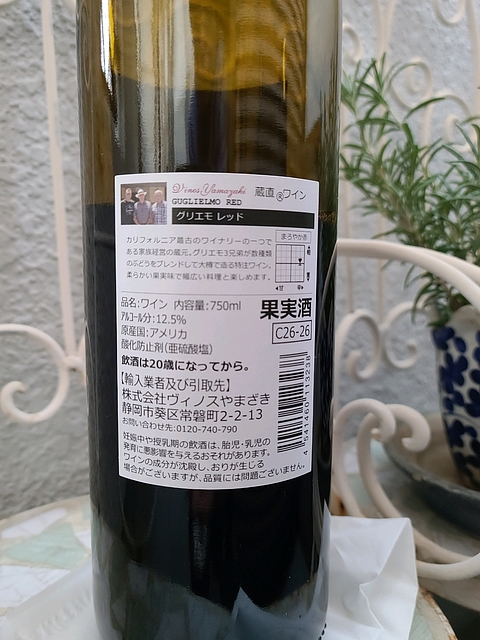 Vines Yamazaki 蔵直®ワイン
GUGLIELMO RED
グリエモ レッド
カリフォルニア最古のワイナリーの一つで
ある家族経営の蔵元。グリエモ3兄弟が数種類
のぶどうをブレンドして大樽で造る特注ワイン。
柔らかい果実味で幅広い料理と楽しめます。
まろやか赤
品名:ワイン 内容量:750ml
アルコール分:12.5%
原産国:アメリカ
酸化防止剤(亜硫酸塩)
果実酒
C26-26
飲酒は20歳になってから。
【輸入業者及び引取先】
株式会社ヴィノスやまざき
静岡市葵区常磐町2-2-13
お問い合わせ先:0120-740-790
妊娠中や授乳期の飲酒は、胎児・乳児の
発育に悪影響を与えるおそれがあります。
ワインの成分が沈殿し、おりが生じる
場合がございますが、品質には問題ございません。
4 541460 113238